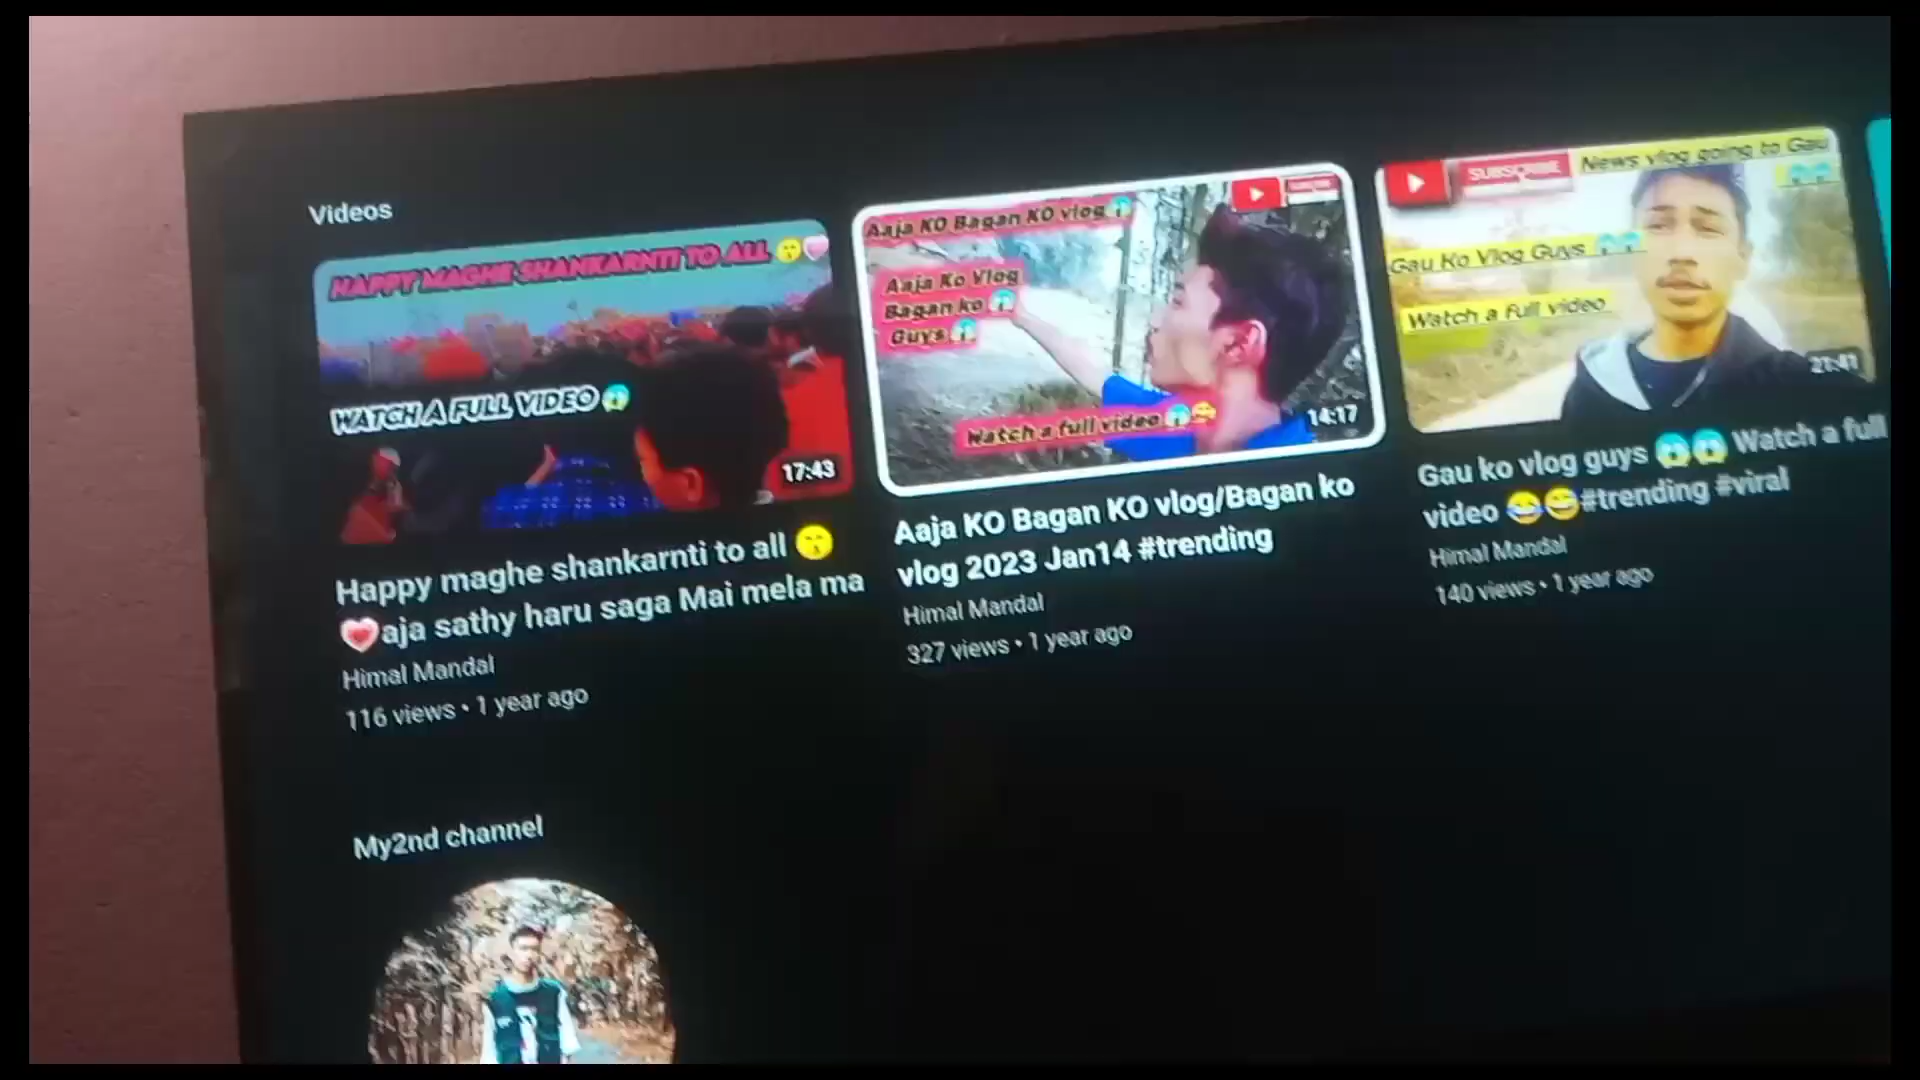 Videos
HAPPY MAGHE SHANKARNTI TO ALL 😙💗
WATCH A FULL VIDEO 😱
17:43
Happy maghe shankarnti to all 😙
💗aja sathy haru saga Mai mela ma
Himal Mandal
116 views • 1 year ago
Aaja KO Bagan KO vlog 😱
Aaja Ko Vlog
Bagan ko 😱
Guys 😱
Watch a full video 😱
14:17
Aaja KO Bagan KO vlog/Bagan ko
vlog 2023 Jan14 #trending
Himal Mandal
327 views • 1 year ago
SUBSCRIBE
News vlog going to Gau
😱😱
Gau Ko Vlog Guys 😱😱
Watch a full video
21:41
Gau ko vlog guys 😱😱 Watch a full
video 😂😅#trending #viral
Himal Mandal
140 views • 1 year ago
My2nd channel